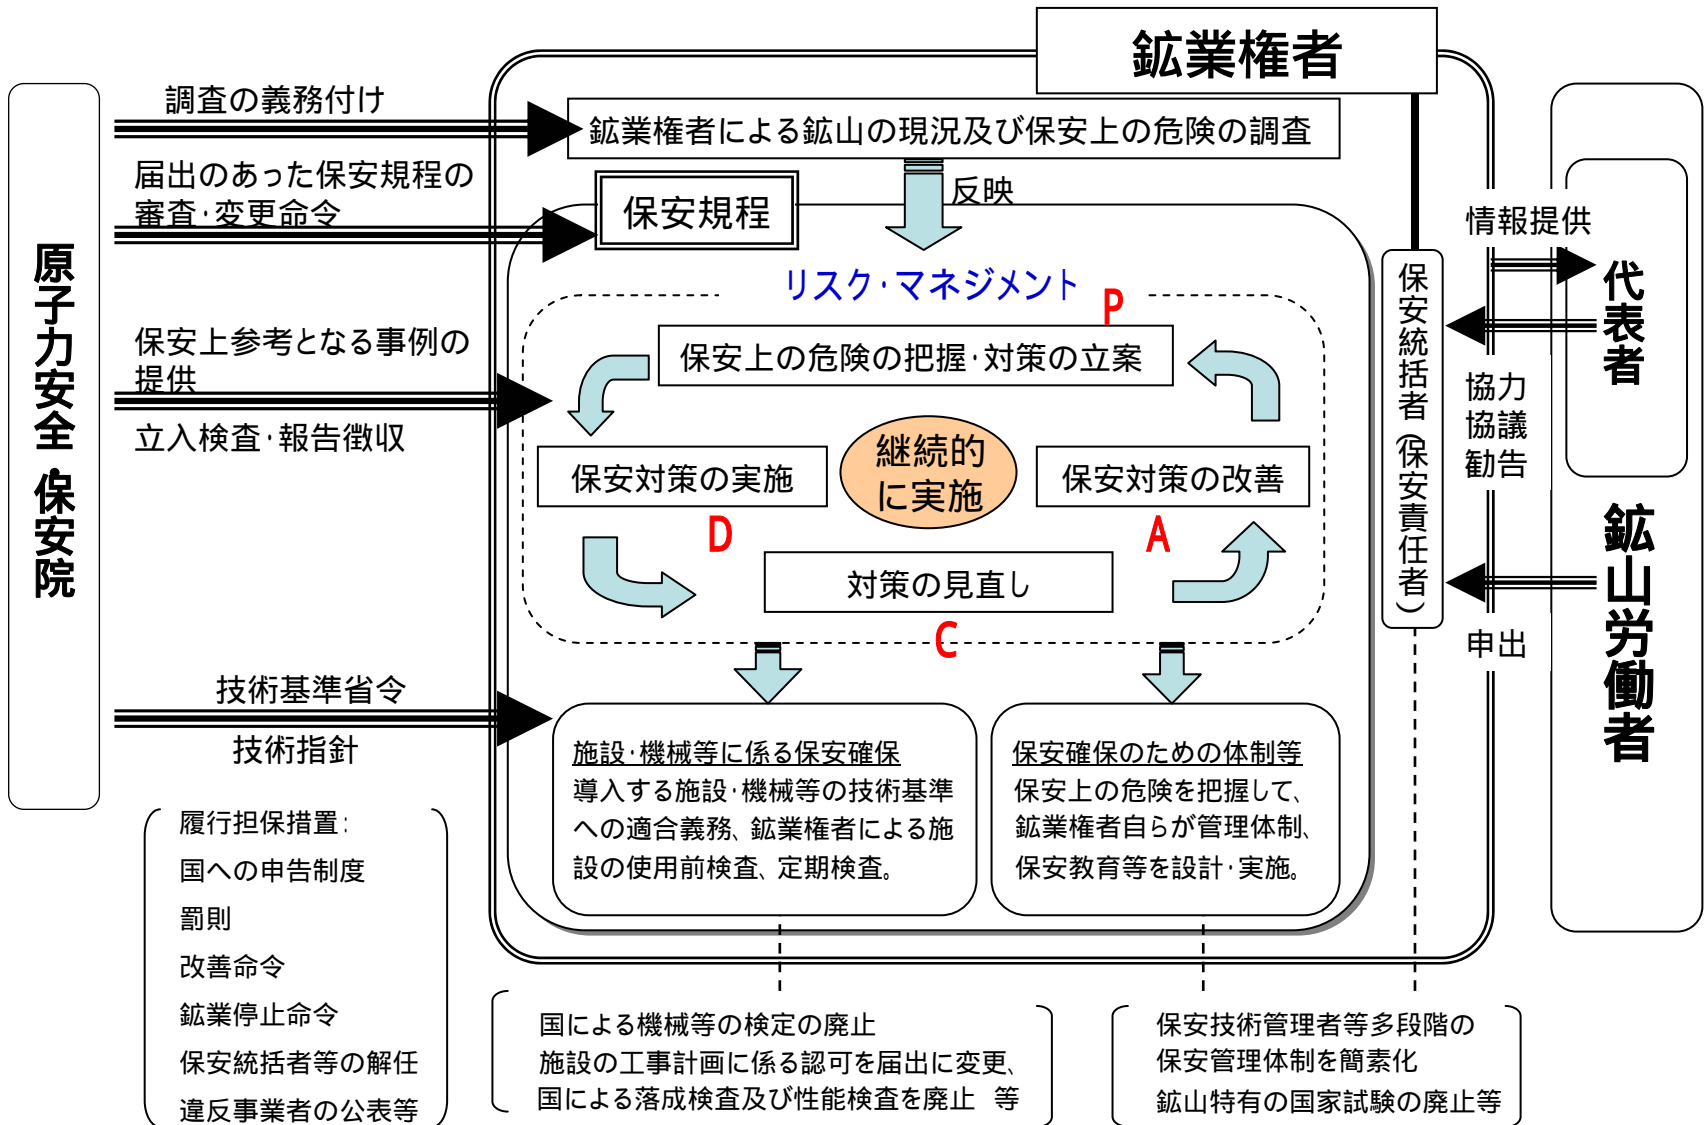 鉱業権者
調査の義務付け
鉱業権者による鉱山の現況及び保安上の危険の調査
届出のあった保安規程の
審査・変更命令
保安規程
反映
原子力安全・保安院
リスク・マネジメント
P
保安上参考となる事例の
提供
立入検査・報告徴収
保安上の危険の把握・対策の立案
保安対策の実施
D
継続的
に実施
保安対策の改善
A
対策の見直し
C
保安統括者(保安責任者)
情報提供
代表者
協力
協議
勧告
鉱山労働者
申出
技術基準省令
技術指針
施設・機械等に係る保安確保
導入する施設・機械等の技術基準
への適合義務、鉱業権者による施
設の使用前検査、定期検査。
保安確保のための体制等
保安上の危険を把握して、
鉱業権者自らが管理体制、
保安教育等を設計・実施。
履行担保措置:
国への申告制度
罰則
改善命令
鉱業停止命令
保安統括者等の解任
違反事業者の公表等
国による機械等の検定の廃止
施設の工事計画に係る認可を届出に変更、
国による落成検査及び性能検査を廃止 等
保安技術管理者等多段階の
保安管理体制を簡素化
鉱山特有の国家試験の廃止等